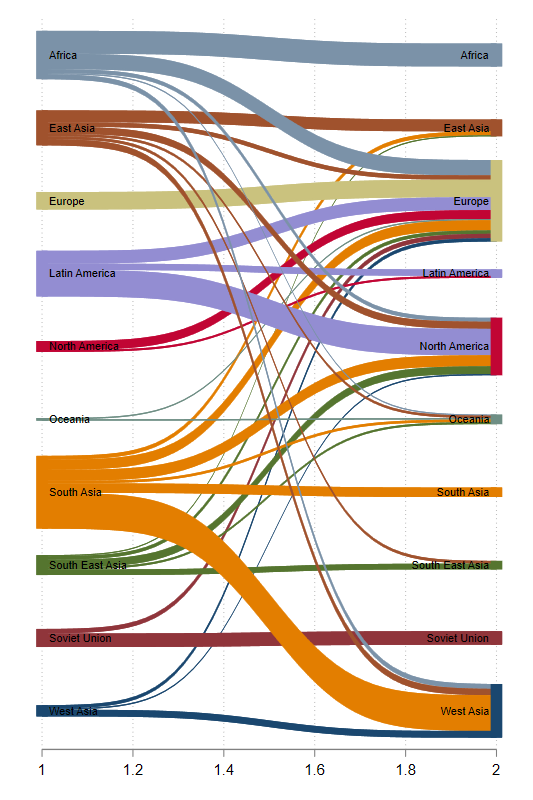 Africa Africa
East Asia East Asia
Europe Europe
Latin America Latin America
North America North America
Oceania Oceania
South Asia South Asia
South East Asia South East Asia
Soviet Union Soviet Union
West Asia West Asia
1 1.2 1.4 1.6 1.8 2